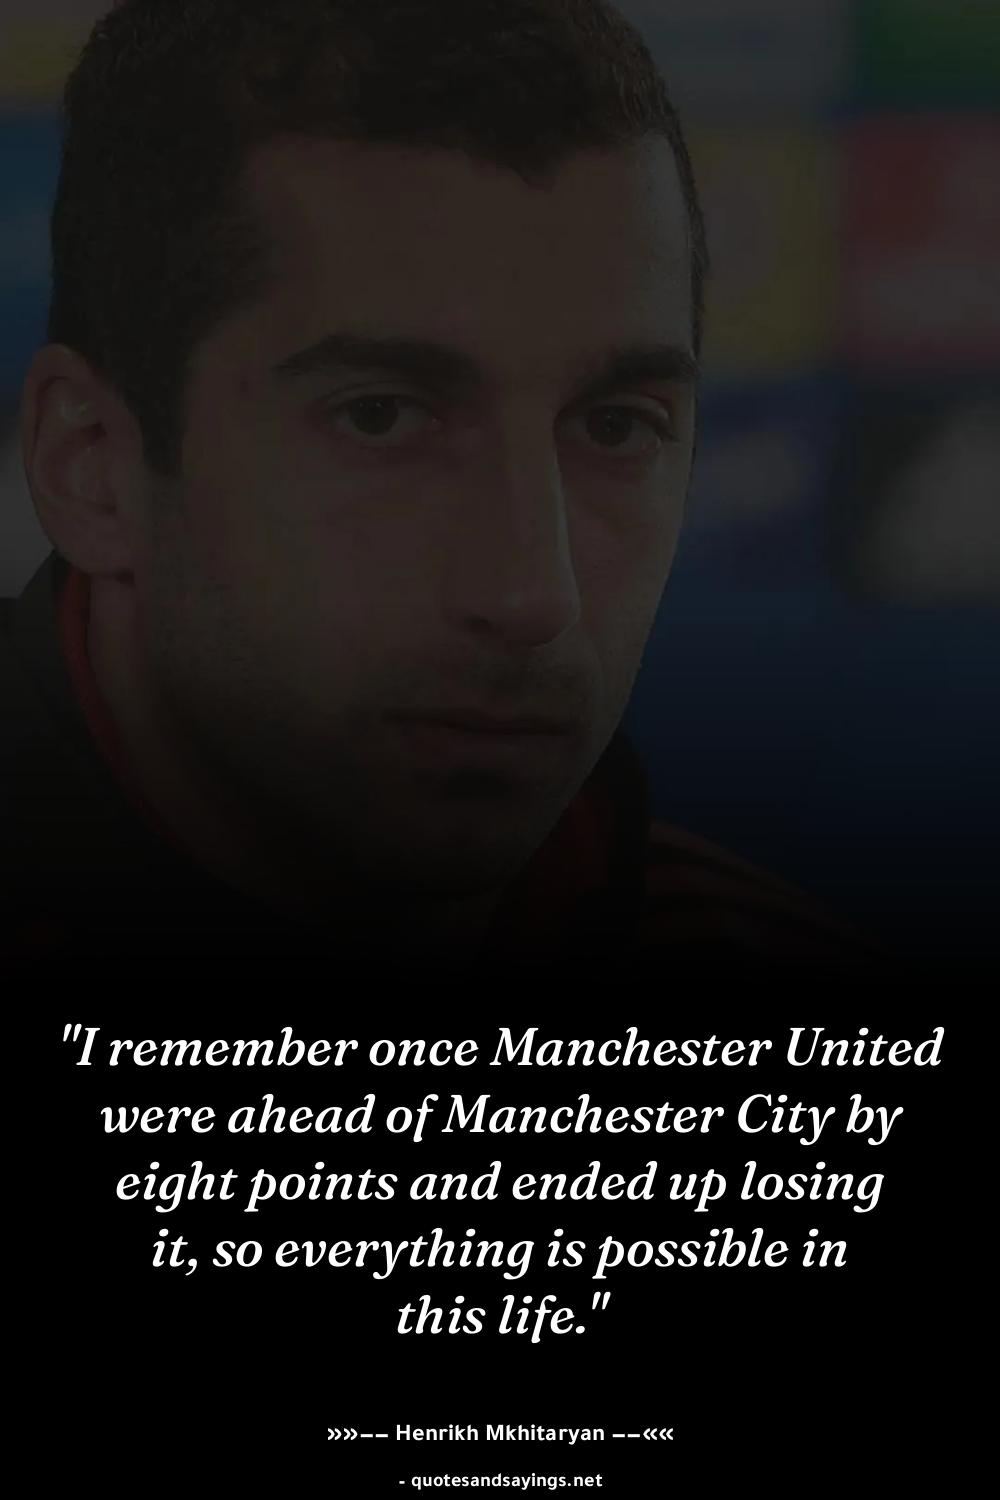 "I remember once Manchester United
were ahead of Manchester City by
eight points and ended up losing
it, so everything is possible in
this life."
»»–– Henrikh Mkhitaryan ––««
- quotesandsayings.net